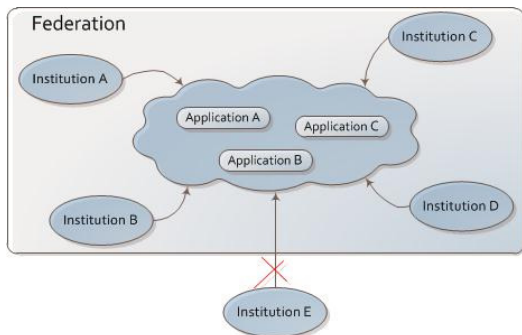 Federation
Institution C
Institution A
Application A
Application C
Application B
Institution B
Institution D
Institution E